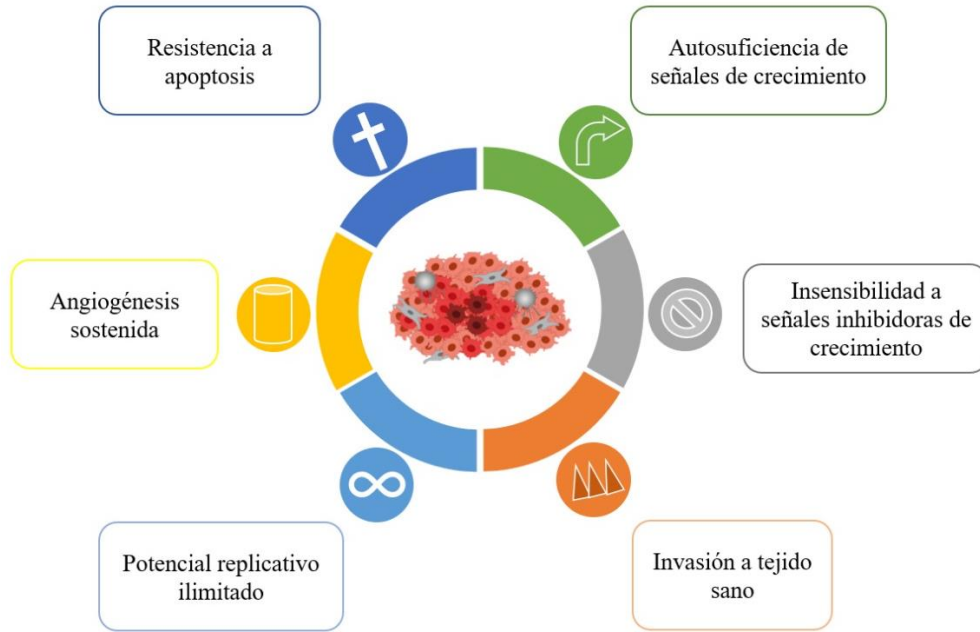 Resistencia a
apoptosis
Autosuficiencia de
señales de crecimiento
Angiogénesis
sostenida
Insensibilidad a
señales inhibidoras de
crecimiento
Potencial replicativo
ilimitado
Invasión a tejido
sano